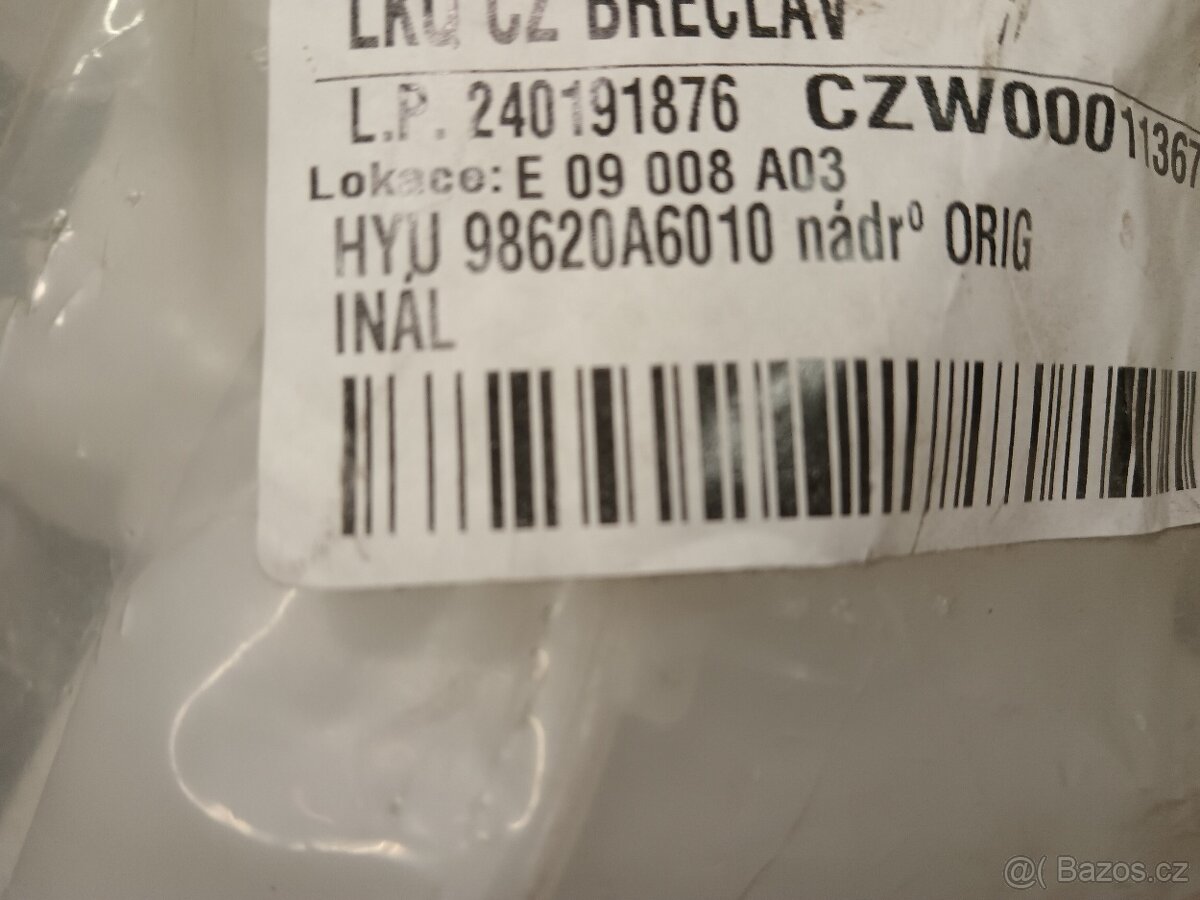 LKQ CZ BRECLAV
L.P. 240191876 CZW00011367
Lokace: E 09 008 A03
HYU 98620A6010 nádrº ORIG
INÁL
@( Bazos.cz